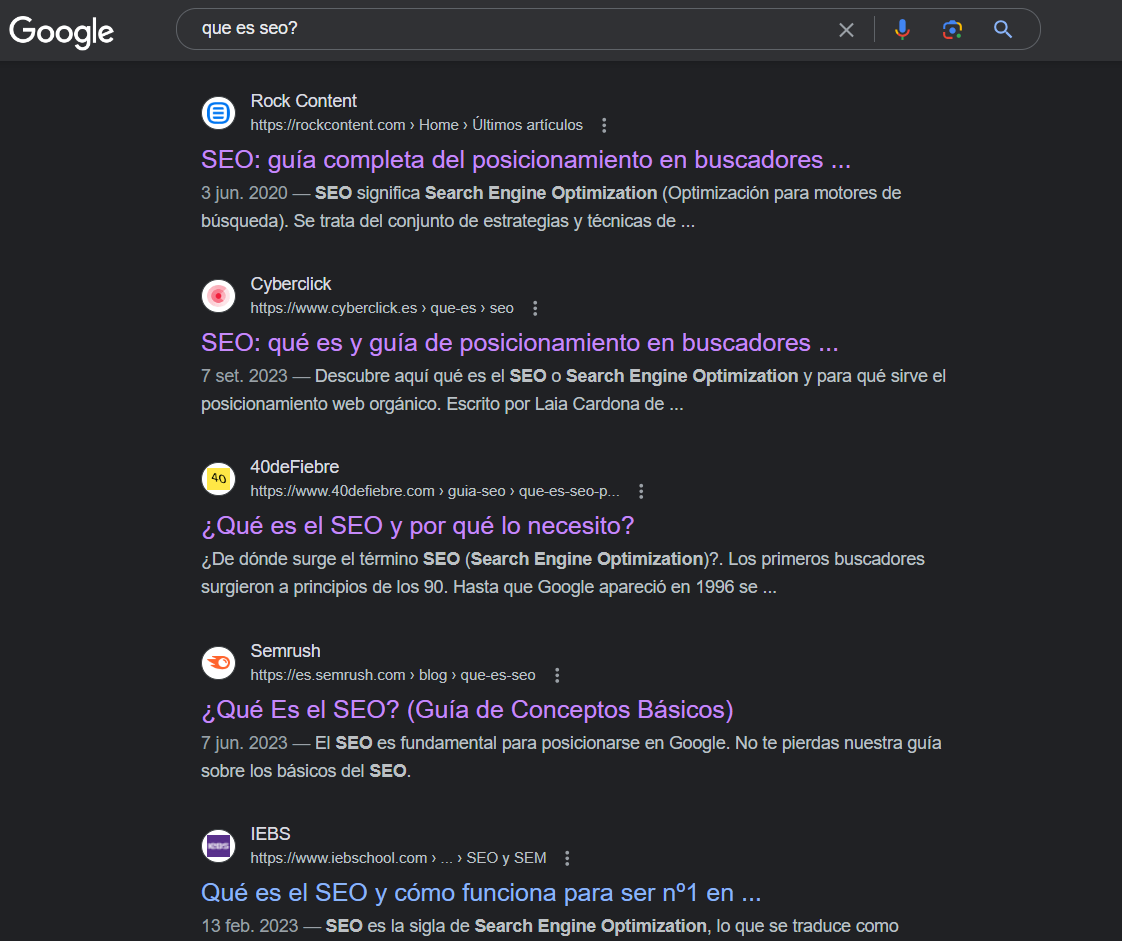 Google
que es seo?
Rock Content
https://rockcontent.com › Home › Últimos artículos
SEO: guía completa del posicionamiento en buscadores ...
3 jun. 2020 — SEO significa Search Engine Optimization (Optimización para motores de
búsqueda). Se trata del conjunto de estrategias y técnicas de ...
Cyberclick
https://www.cyberclick.es › que-es › seo
SEO: qué es y guía de posicionamiento en buscadores ...
7 set. 2023 — Descubre aquí qué es el SEO o Search Engine Optimization y para qué sirve el
posicionamiento web orgánico. Escrito por Laia Cardona de ...
40
40deFiebre
https://www.40defiebre.com › guia-seo › que-es-seo-p...
¿Qué es el SEO y por qué lo necesito?
¿De dónde surge el término SEO (Search Engine Optimization)?. Los primeros buscadores
surgieron a principios de los 90. Hasta que Google apareció en 1996 se ...
Semrush
https://es.semrush.com › blog › que-es-seo
¿Qué Es el SEO? (Guía de Conceptos Básicos)
7 jun. 2023 — El SEO es fundamental para posicionarse en Google. No te pierdas nuestra guía
sobre los básicos del SEO.
IEBS
IEBS
https://www.iebschool.com › ... › SEO y SEM
Qué es el SEO y cómo funciona para ser nº1 en ...
13 feb. 2023 — SEO es la sigla de Search Engine Optimization, lo que se traduce como